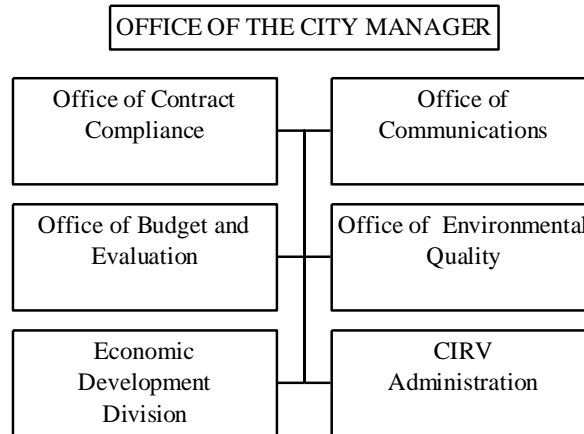 OFFICE OF THE CITY MANAGER
Office of Contract
Compliance
Office of
Communications
Office of Budget and
Evaluation
Office of Environmental
Quality
Economic
Development
Division
CIRV
Administration